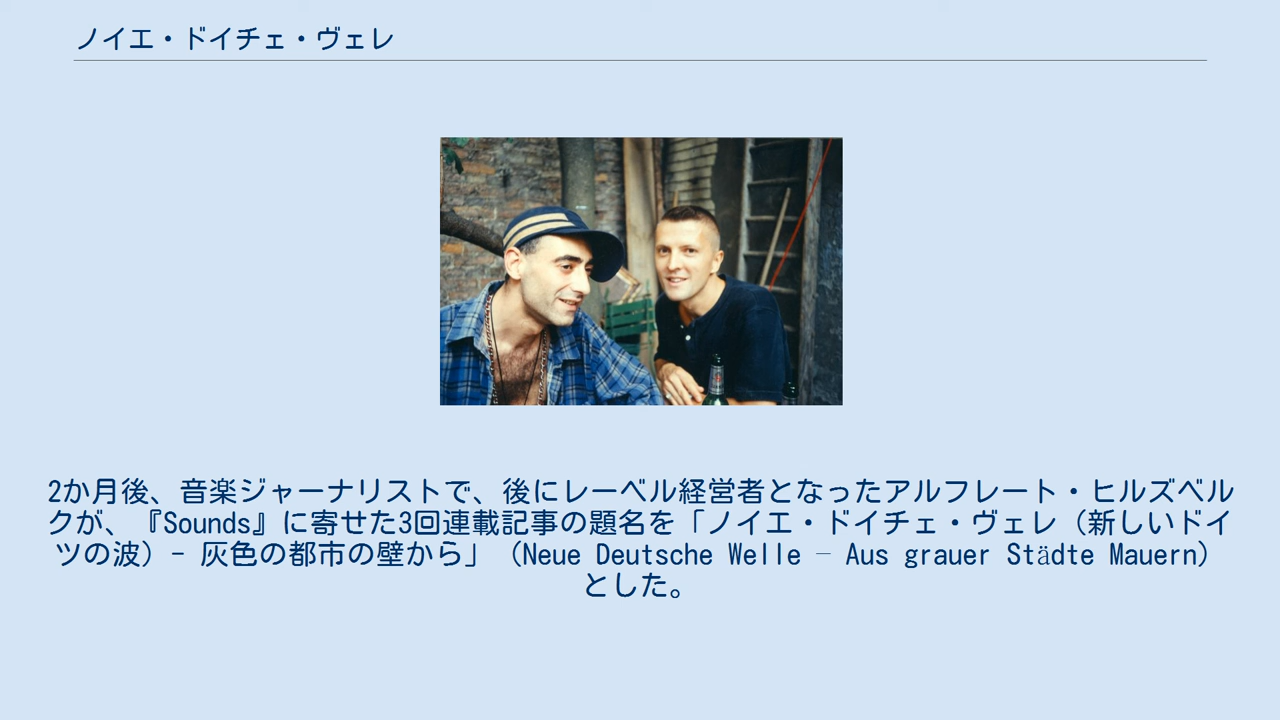 ノイエ・ドイチェ・ヴェレ
2か月後、音楽ジャーナリストで、後にレーベル経営者となったアルフレート・ヒルズベル
クが、『Sounds』に寄せた3回連載記事の題名を「ノイエ・ドイチェ・ヴェレ（新しいドイ
ツの波）- 灰色の都市の壁から」（Neue Deutsche Welle – Aus grauer Städte Mauern）
とした。